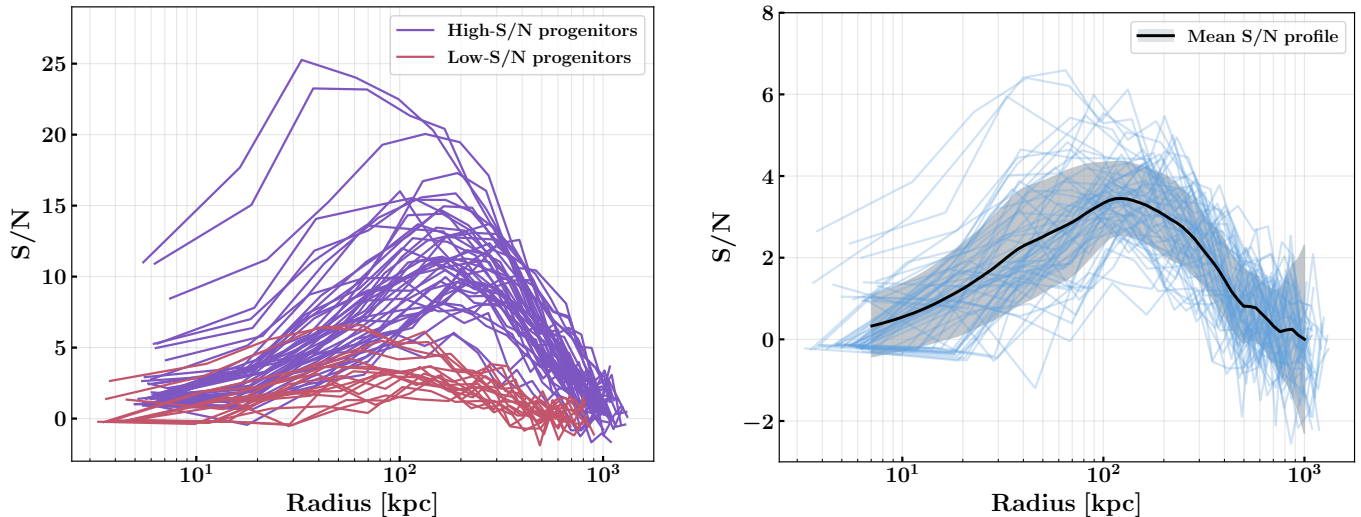 High-S/N progenitors
Low-S/N progenitors
25
20
15
10
5
0
S/N
10¹
10²
10³
Radius [kpc]
Mean S/N profile
8
6
4
2
0
−2
−4
S/N
10¹
10²
10³
Radius [kpc]